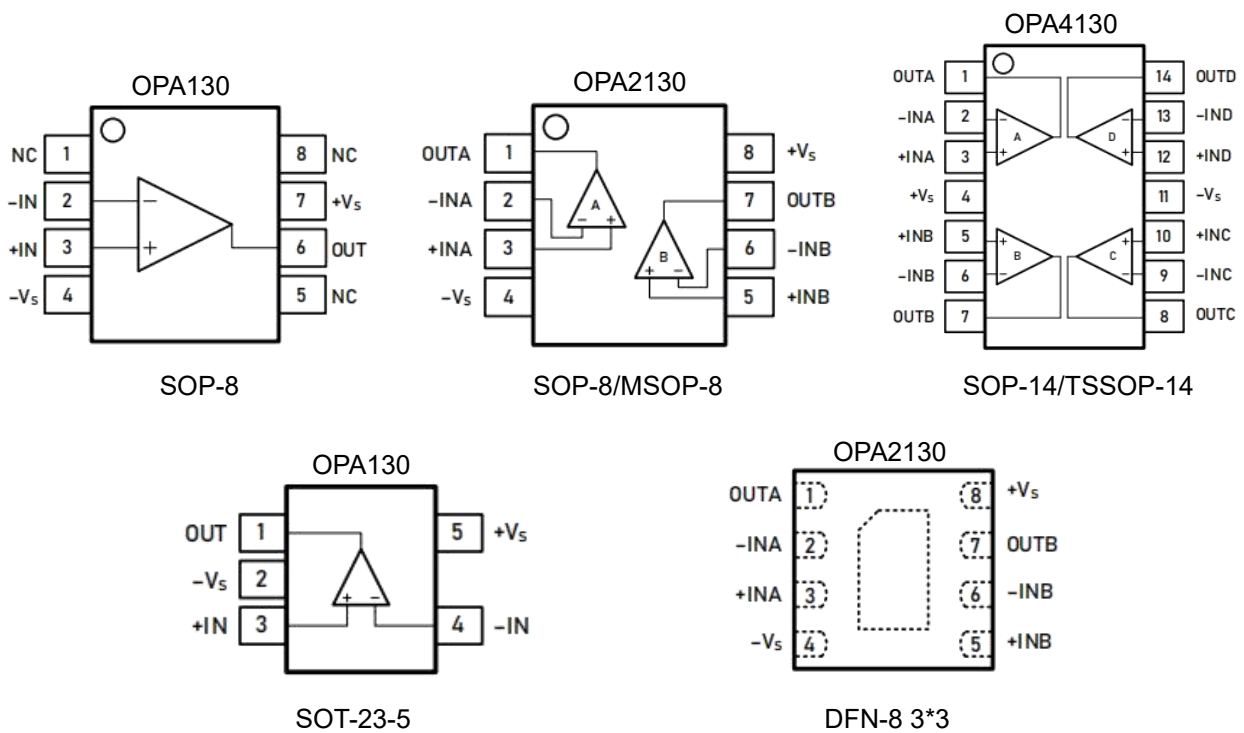 OPA130
NC 1 8 NC
–IN 2 – 7 +Vs
+IN 3 + 6 OUT
–Vs 4 5 NC
SOP-8
OPA2130
OUTA 1 8 +Vs
–INA 2 A – + 7 OUTB
+INA 3 B + – 6 –INB
–Vs 4 5 +INB
SOP-8/MSOP-8
OPA4130
OUTA 1 14 OUTD
–INA 2 – A D – 13 –IND
+INA 3 + + 12 +IND
+Vs 4 11 –Vs
+INB 5 + B C + 10 +INC
–INB 6 – – 9 –INC
OUTB 7 8 OUTC
SOP-14/TSSOP-14
OPA130
OUT 1 5 +Vs
–Vs 2
+IN 3 + – 4 –IN
SOT-23-5
OPA2130
OUTA 1 8 +Vs
–INA 2 7 OUTB
+INA 3 6 –INB
–Vs 4 5 +INB
DFN-8 3*3